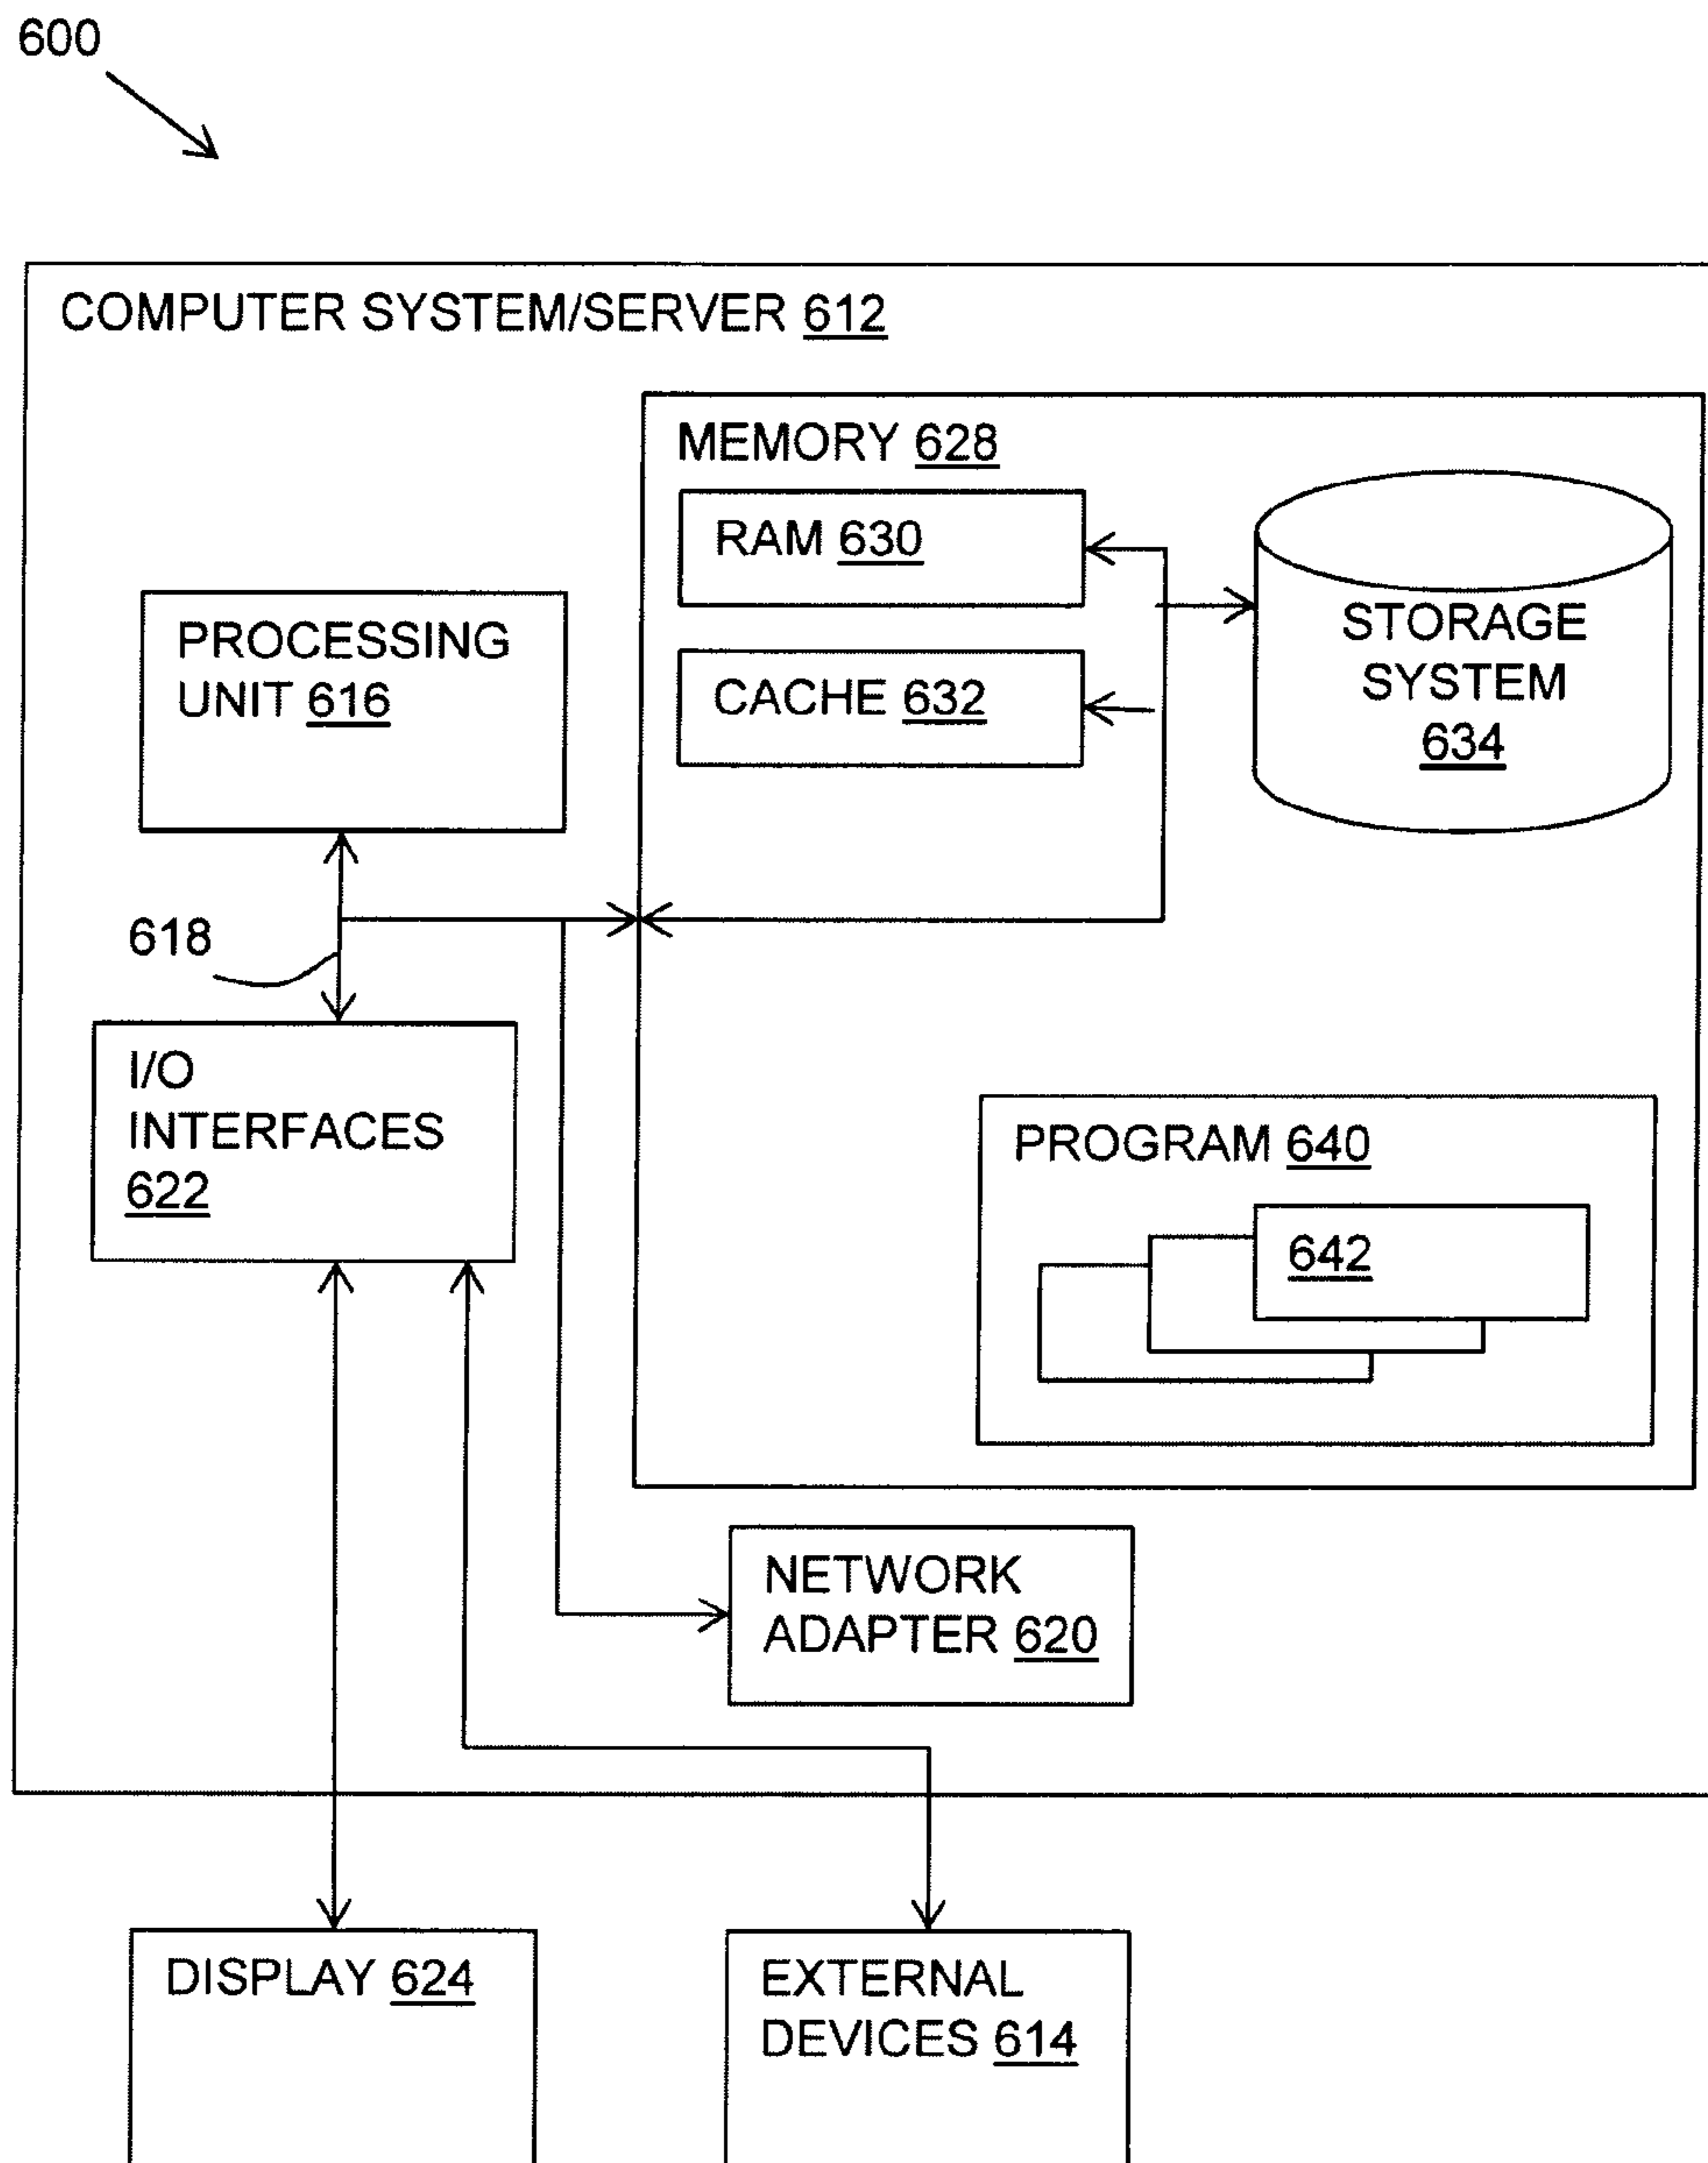 600
COMPUTER SYSTEM/SERVER 612
MEMORY 628
RAM 630
CACHE 632
STORAGE
SYSTEM
634
PROCESSING
UNIT 616
618
I/O
INTERFACES
622
PROGRAM 640
642
NETWORK
ADAPTER 620
DISPLAY 624
EXTERNAL
DEVICES 614